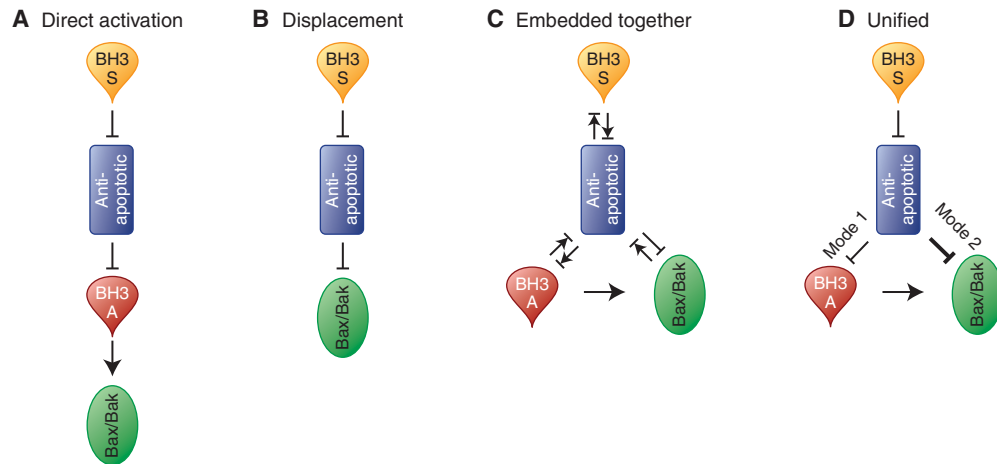 A Direct activation
BH3
S
Anti-
apoptotic
BH3
A
Bax/Bak
B Displacement
BH3
S
Anti-
apoptotic
Bax/Bak
C Embedded together
BH3
S
Anti-
apoptotic
BH3
A
Bax/Bak
D Unified
BH3
S
Anti-
apoptotic
Mode 1
Mode 2
BH3
A
Bax/Bak